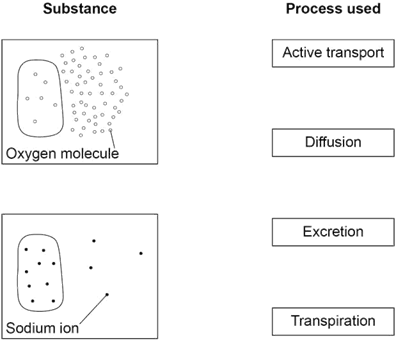 Substance
Process used
Active transport
Oxygen molecule
Diffusion
Excretion
Sodium ion
Transpiration